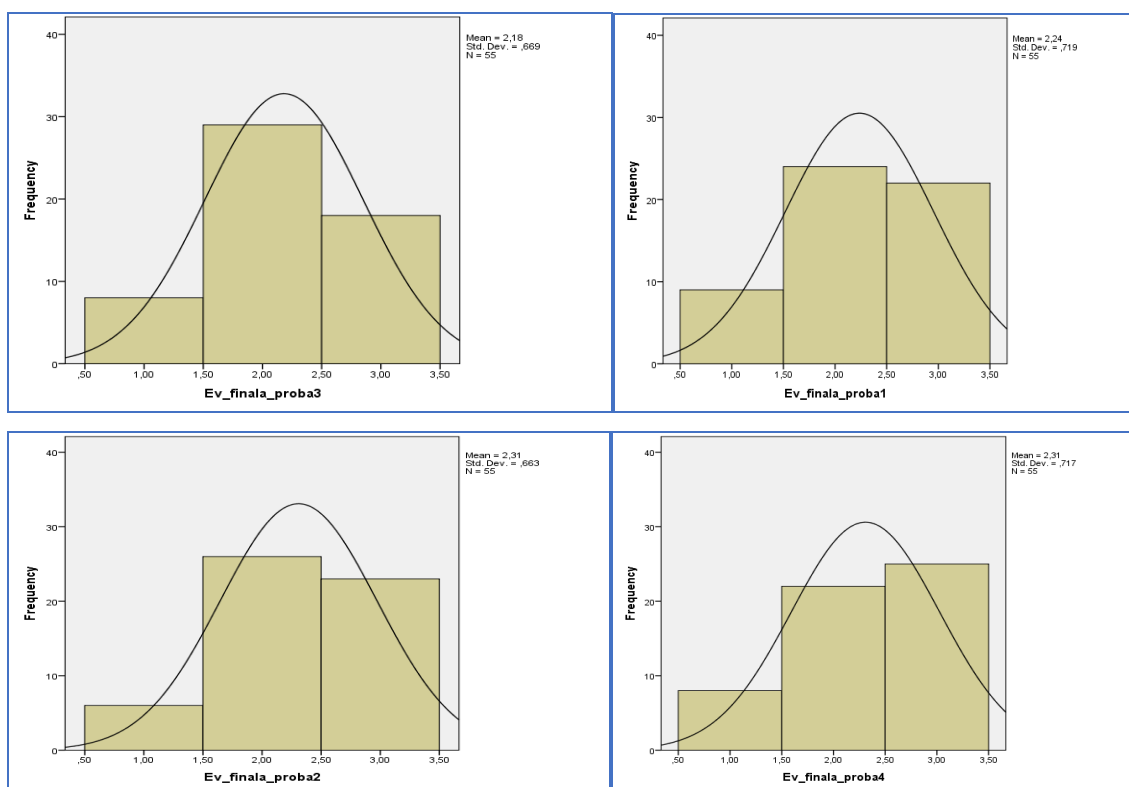 Mean = 2,18
Std. Dev. = ,669
N = 55
40
30
20
10
0
Frequency
,50 1,00 1,50 2,00 2,50 3,00 3,50
Ev_finala_proba3
Mean = 2,24
Std. Dev. = ,719
N = 55
40
30
20
10
0
Frequency
,50 1,00 1,50 2,00 2,50 3,00 3,50
Ev_finala_proba1
Mean = 2,31
Std. Dev. = ,663
N = 55
40
30
20
10
0
Frequency
,50 1,00 1,50 2,00 2,50 3,00 3,50
Ev_finala_proba2
Mean = 2,31
Std. Dev. = ,717
N = 55
40
30
20
10
0
Frequency
,50 1,00 1,50 2,00 2,50 3,00 3,50
Ev_finala_proba4